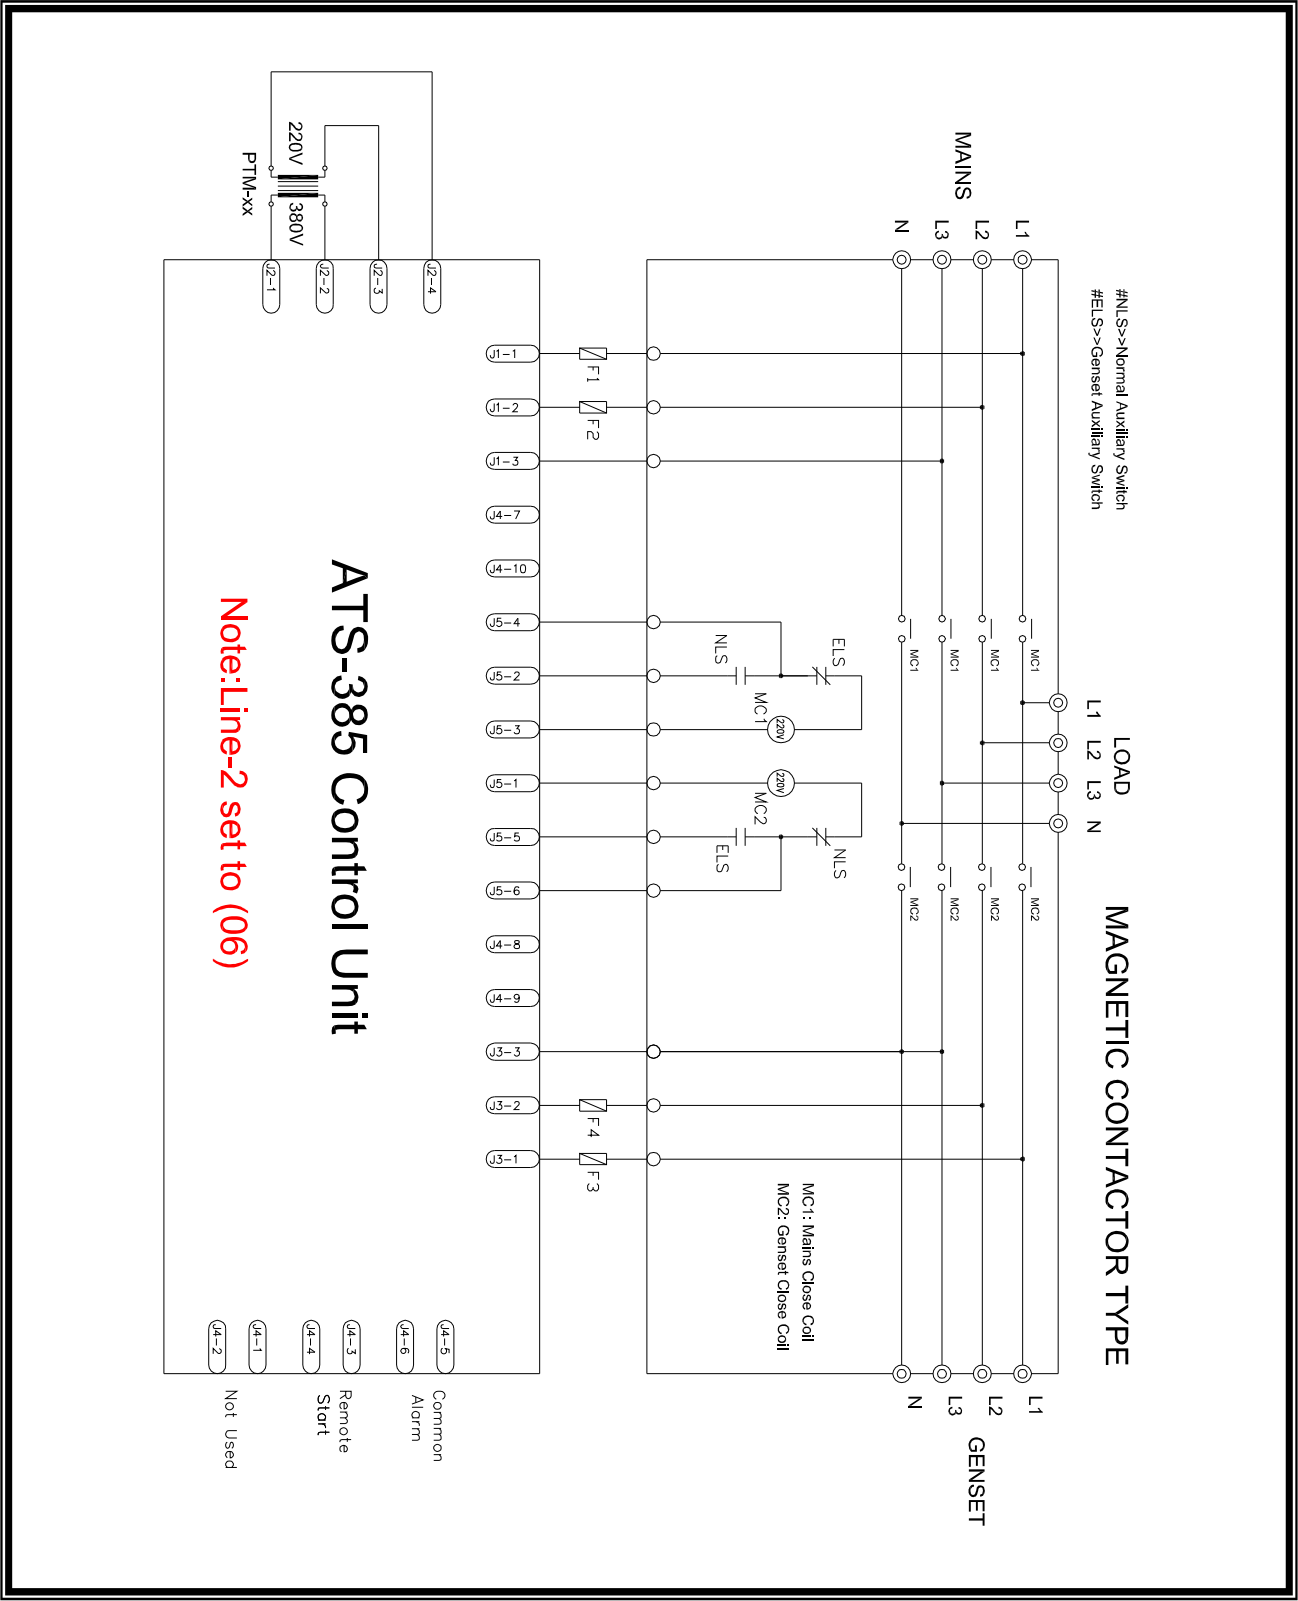 MAGNETIC CONTACTOR TYPE
#NLS>>Normal Auxiliary Switch
#ELS>>Genset Auxiliary Switch
LOAD
L1 L2 L3 N
MAINS
L1
L2
L3
N
GENSET
L1
L2
L3
N
MC1 MC2
MC1 MC2
MC1 MC2
MC1 MC2
ELS NLS
220V 220V
MC1 MC2
NLS ELS
MC1: Mains Close Coil
MC2: Genset Close Coil
F1 F2 F4 F3
J1-1 J1-2 J1-3 J4-7 J4-10 J5-4 J5-2 J5-3 J5-1 J5-5 J5-6 J4-8 J4-9 J3-3 J3-2 J3-1
J2-4
J2-3
J2-2
J2-1
220V 380V
PTM-xx
ATS-385 Control Unit
Note:Line-2 set to (06)
J4-5 Common
J4-6 Alarm
J4-3 Remote
J4-4 Start
J4-1
J4-2 Not Used